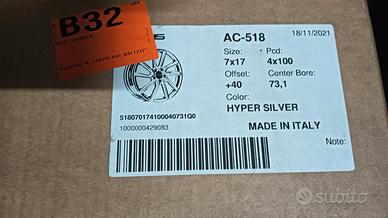 B32
AC-518
18/11/2021
Size: Pcd:
7x17 4x100
Offset: Center Bore:
+40 73,1
Color:
HYPER SILVER
518070174100040731Q0
1000000429083
MADE IN ITALY
Note:
subito